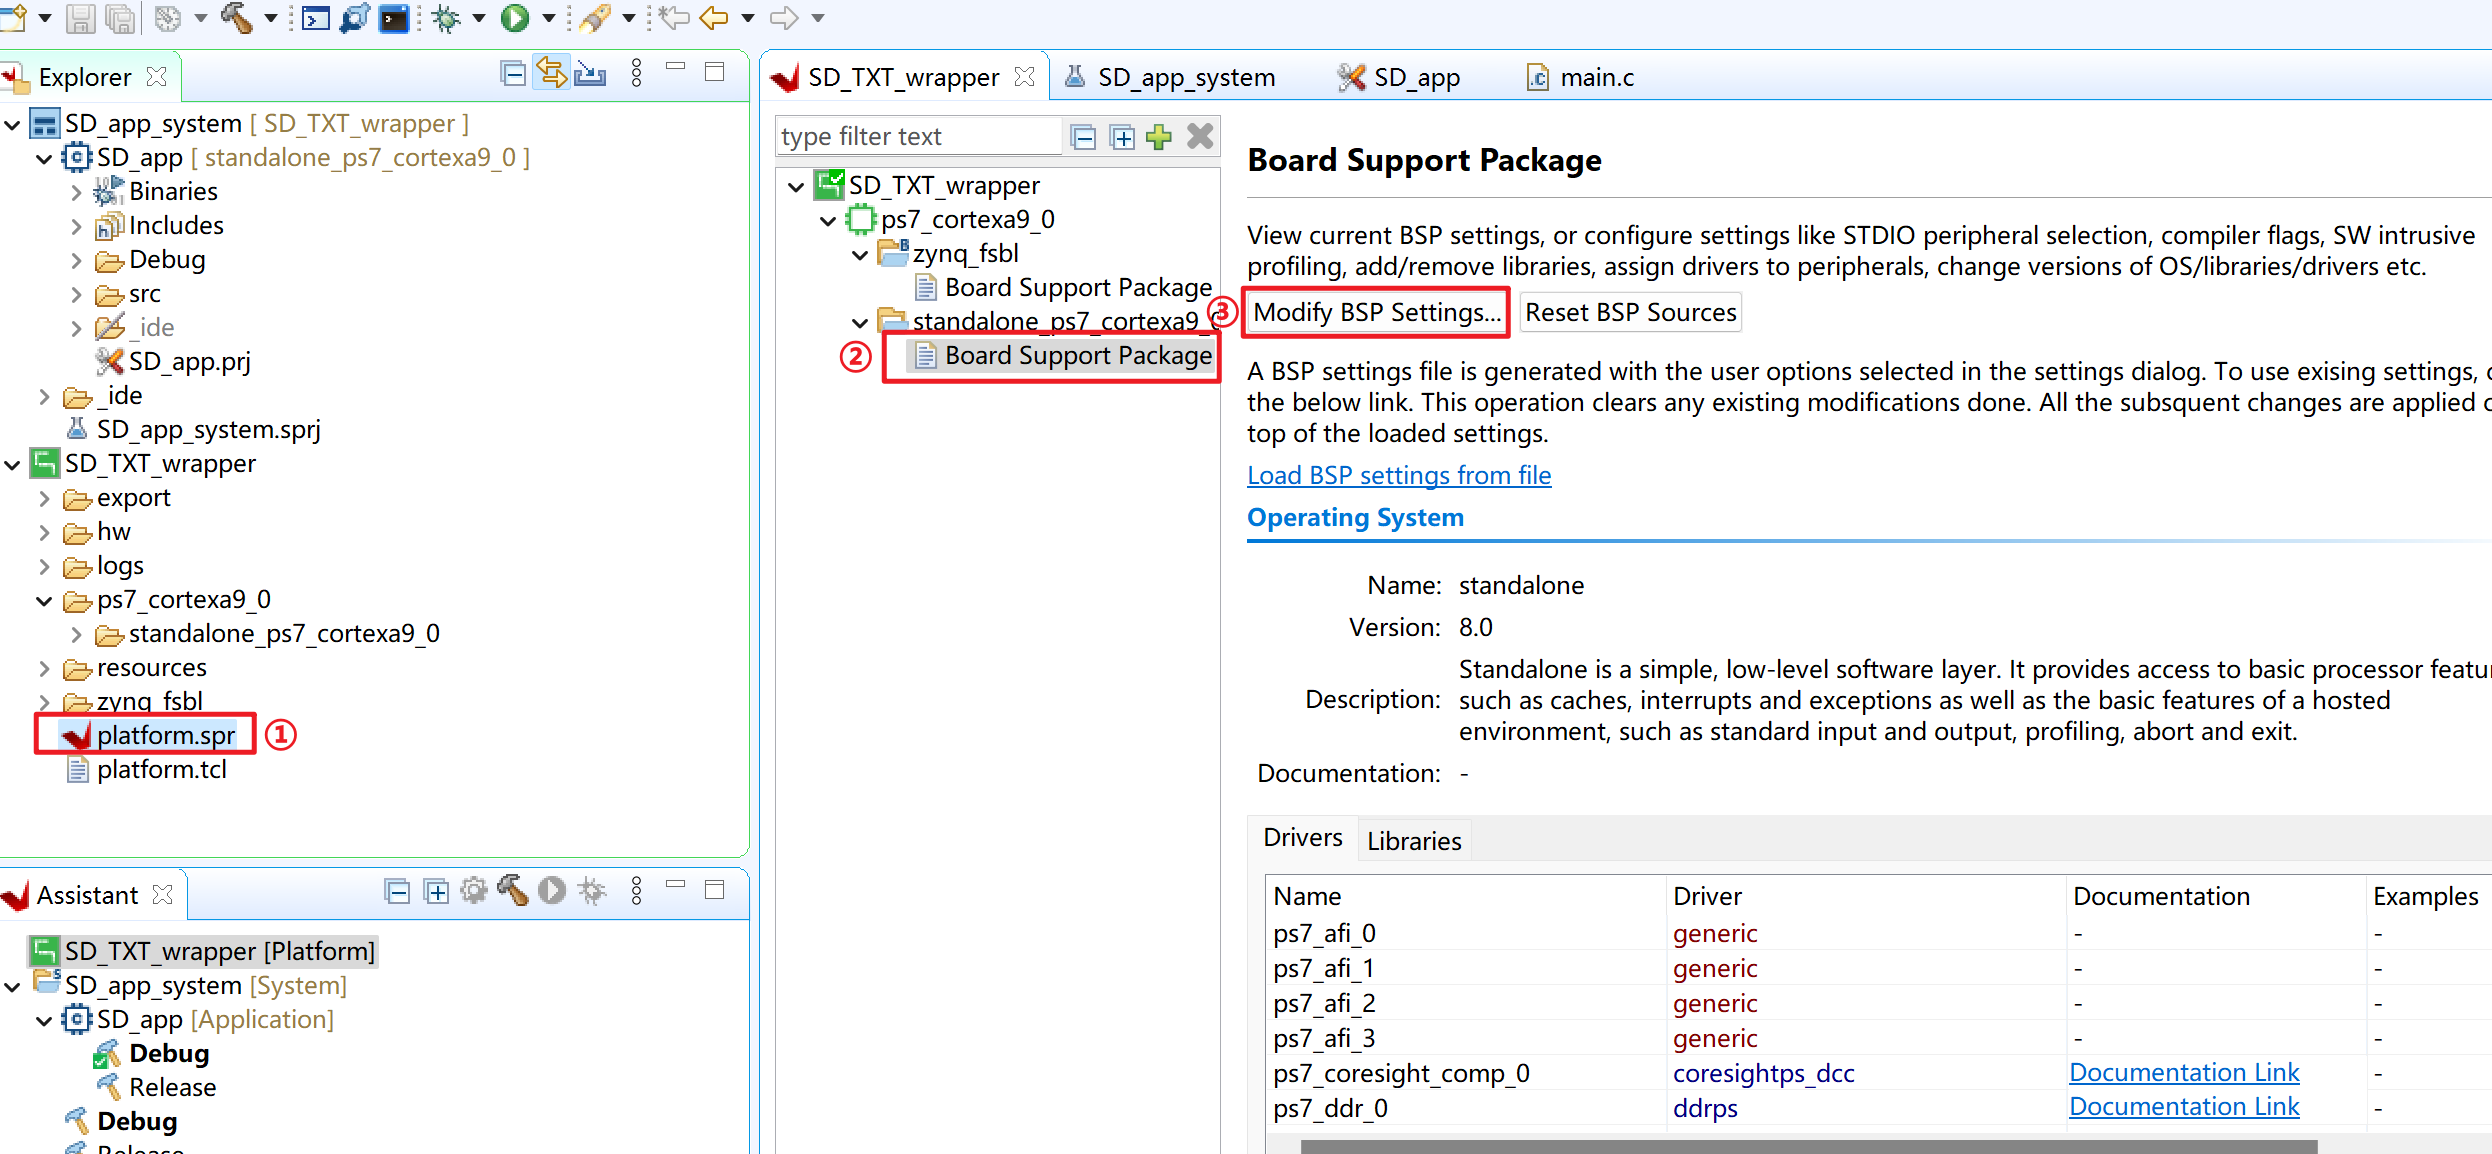 Explorer
SD_app_system [ SD_TXT_wrapper ]
SD_app [ standalone_ps7_cortexa9_0 ]
Binaries
Includes
Debug
src
_ide
SD_app.prj
_ide
SD_app_system.sprj
SD_TXT_wrapper
export
hw
logs
ps7_cortexa9_0
standalone_ps7_cortexa9_0
resources
zynq_fsbl
platform.spr ①
platform.tcl
Assistant
SD_TXT_wrapper [Platform]
SD_app_system [System]
SD_app [Application]
Debug
Release
Debug
Release
SD_TXT_wrapper
SD_app_system
SD_app
main.c
type filter text
SD_TXT_wrapper
ps7_cortexa9_0
zynq_fsbl
Board Support Package
standalone_ps7_cortexa9_0
② Board Support Package
Board Support Package
View current BSP settings, or configure settings like STDIO peripheral selection, compiler flags, SW intrusive
profiling, add/remove libraries, assign drivers to peripherals, change versions of OS/libraries/drivers etc.
③ Modify BSP Settings... Reset BSP Sources
A BSP settings file is generated with the user options selected in the settings dialog. To use exising settings,
the below link. This operation clears any existing modifications done. All the subsquent changes are applied
top of the loaded settings.
Load BSP settings from file
Operating System
Name: standalone
Version: 8.0
Standalone is a simple, low-level software layer. It provides access to basic processor
Description: such as caches, interrupts and exceptions as well as the basic features of a hosted
environment, such as standard input and output, profiling, abort and exit.
Documentation: -
Drivers Libraries
Name Driver Documentation Examples
ps7_afi_0 generic - -
ps7_afi_1 generic - -
ps7_afi_2 generic - -
ps7_afi_3 generic - -
ps7_coresight_comp_0 coresightps_dcc Documentation Link -
ps7_ddr_0 ddrps Documentation Link -